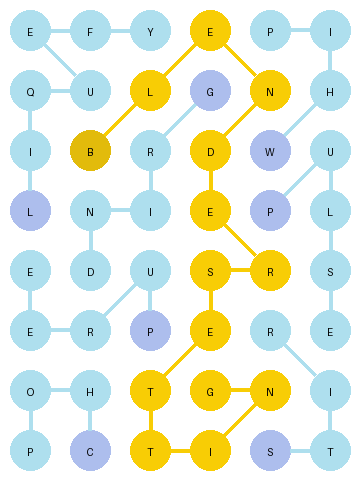 E F Y E P I
Q U L G N H
I B R D W U
L N I E P L
E D U S R S
E R P E R E
O H T G N I
P C T I S T